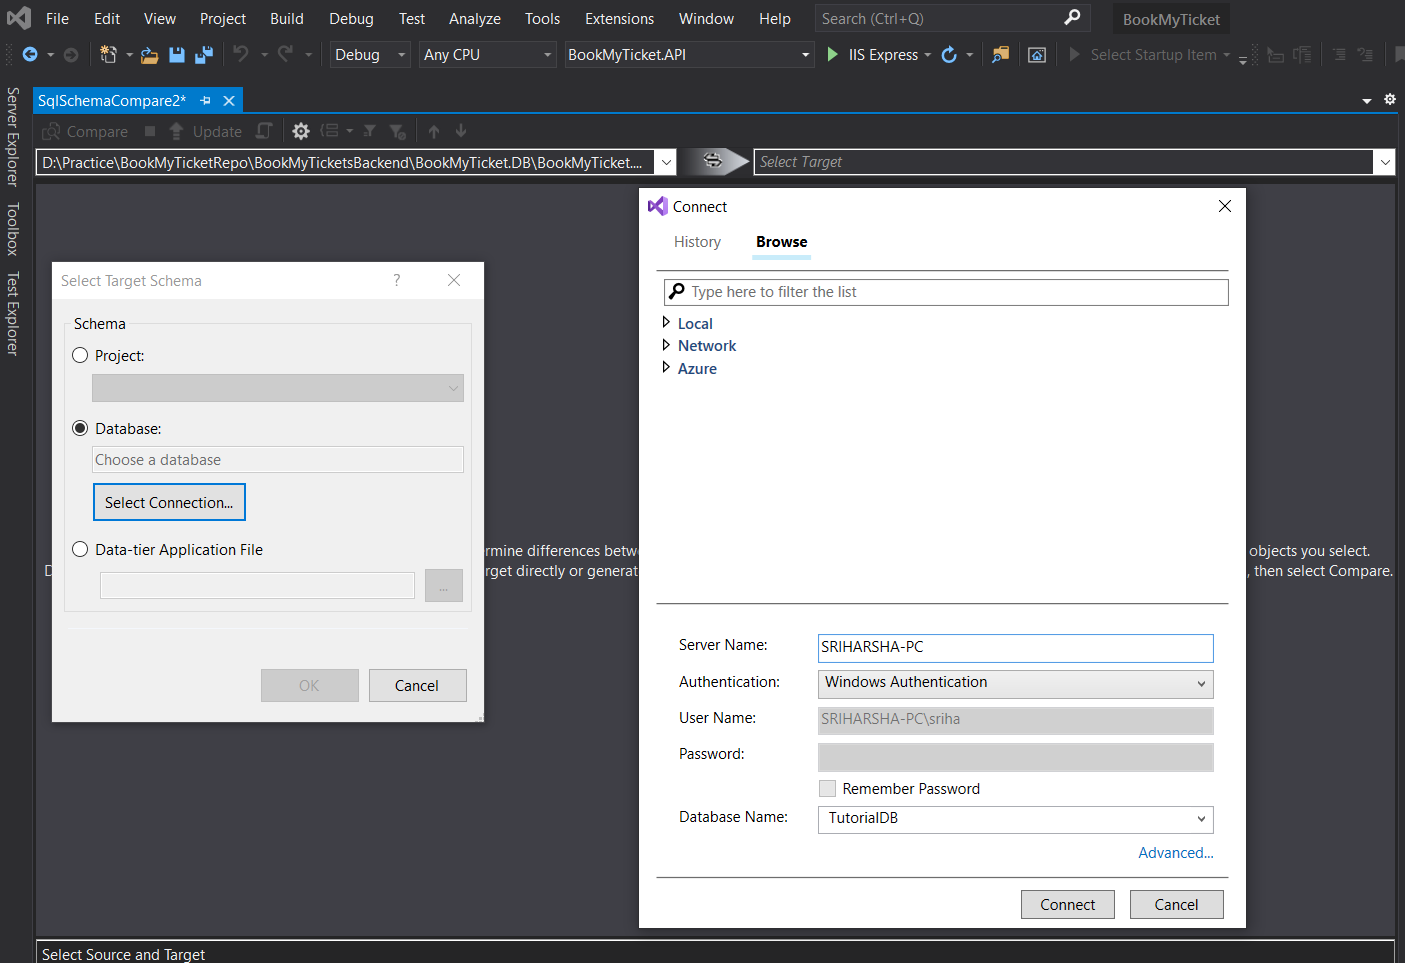 File Edit View Project Build Debug Test Analyze Tools Extensions Window Help Search (Ctrl+Q) BookMyTicket
Debug Any CPU BookMyTicket.API IIS Express Select Startup Item
Server Explorer
Toolbox
Test Explorer
SqlSchemaCompare2*
Compare Update
D:\Practice\BookMyTicketRepo\BookMyTicketsBackend\BookMyTicket.DB\BookMyTicket.... Select Target
Select Target Schema ?
Schema
Project:
Database:
Choose a database
Select Connection...
Data-tier Application File
...
OK Cancel
Connect
History Browse
Type here to filter the list
Local
Network
Azure
rmine differences betw objects you select.
D rget directly or generat , then select Compare.
Server Name: SRIHARSHA-PC
Authentication: Windows Authentication
User Name: SRIHARSHA-PC\sriha
Password:
Remember Password
Database Name: TutorialDB
Advanced...
Connect Cancel
Select Source and Target